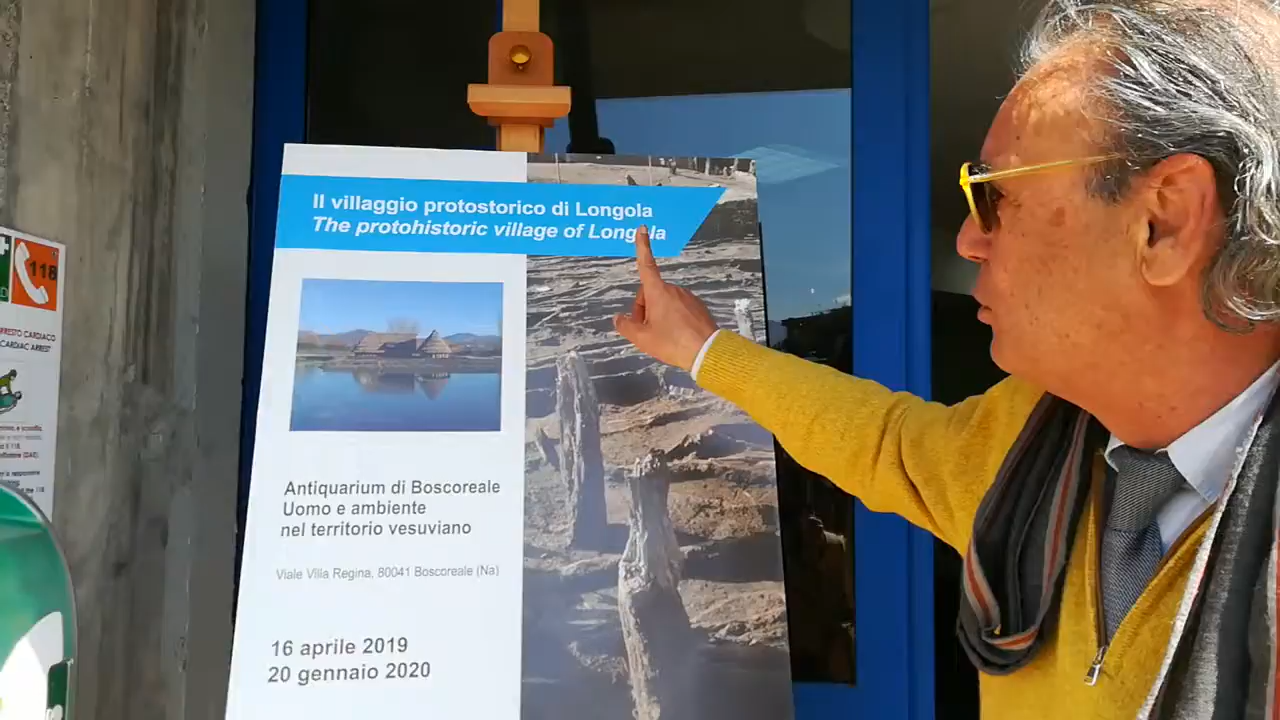 Il villaggio protostorico di Longola
The protohistoric village of Longola
Antiquarium di Boscoreale
Uomo e ambiente
nel territorio vesuviano
Viale Villa Regina, 80041 Boscoreale (Na)
16 aprile 2019
20 gennaio 2020
118
CARDIAC ARREST